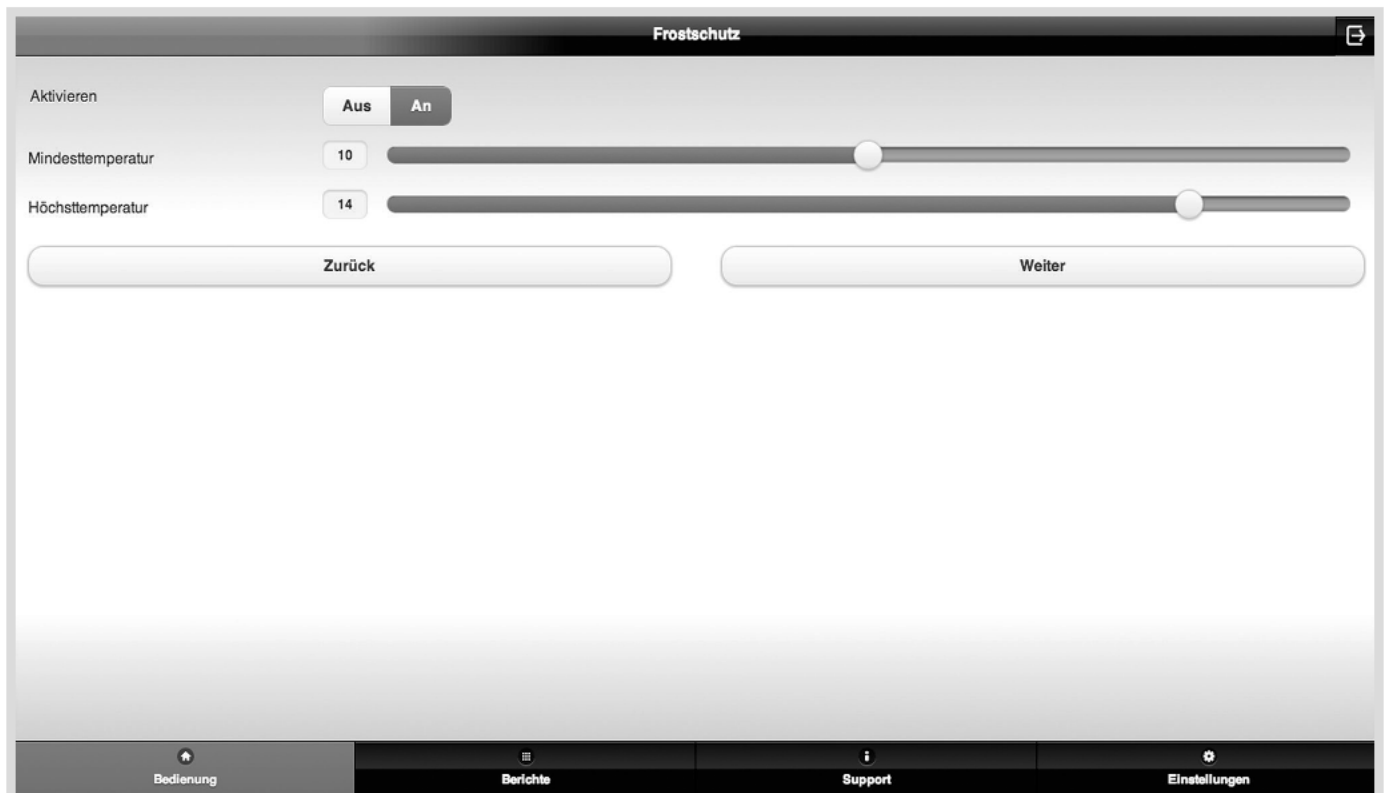 Frostschutz
Aktivieren
Aus An
Mindesttemperatur 10
Höchsttemperatur 14
Zurück Weiter
Bedienung Berichte Support Einstellungen